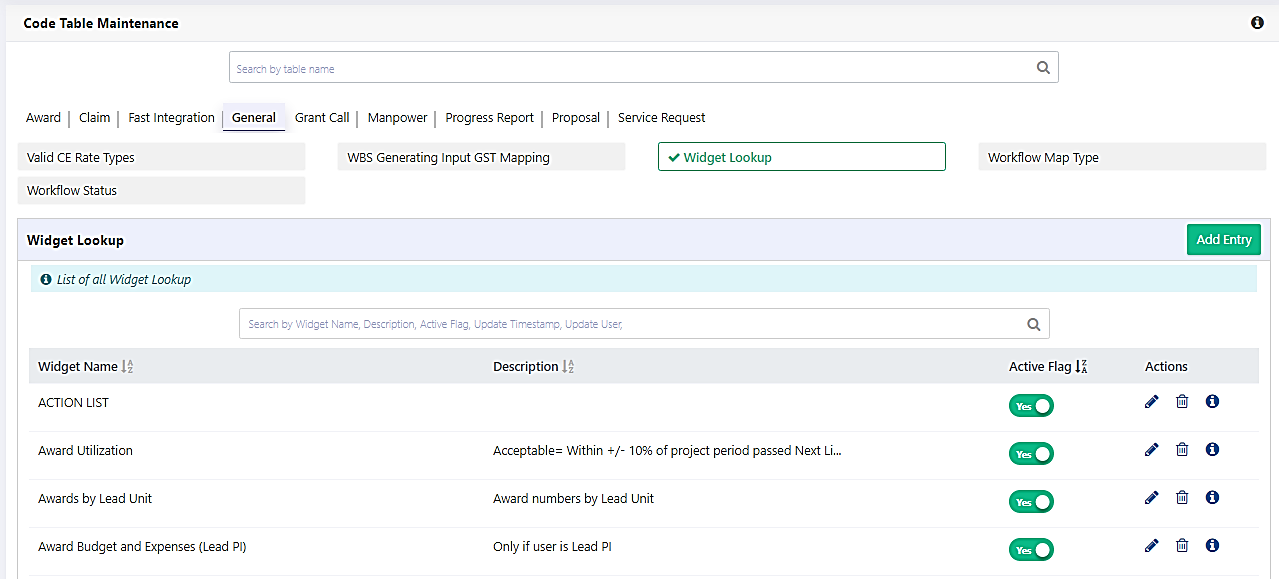 Code Table Maintenance
Search by table name
Award | Claim | Fast Integration | General Grant Call | Manpower | Progress Report | Proposal | Service Request
Valid CE Rate Types WBS Generating Input GST Mapping Widget Lookup Workflow Map Type
Workflow Status
Widget Lookup Add Entry
List of all Widget Lookup
Search by Widget Name, Description, Active Flag, Update Timestamp, Update User,
Widget Name Description Active Flag Actions
ACTION LIST Yes
Award Utilization Acceptable= Within +/- 10% of project period passed Next Li... Yes
Awards by Lead Unit Award numbers by Lead Unit Yes
Award Budget and Expenses (Lead PI) Only if user is Lead PI Yes